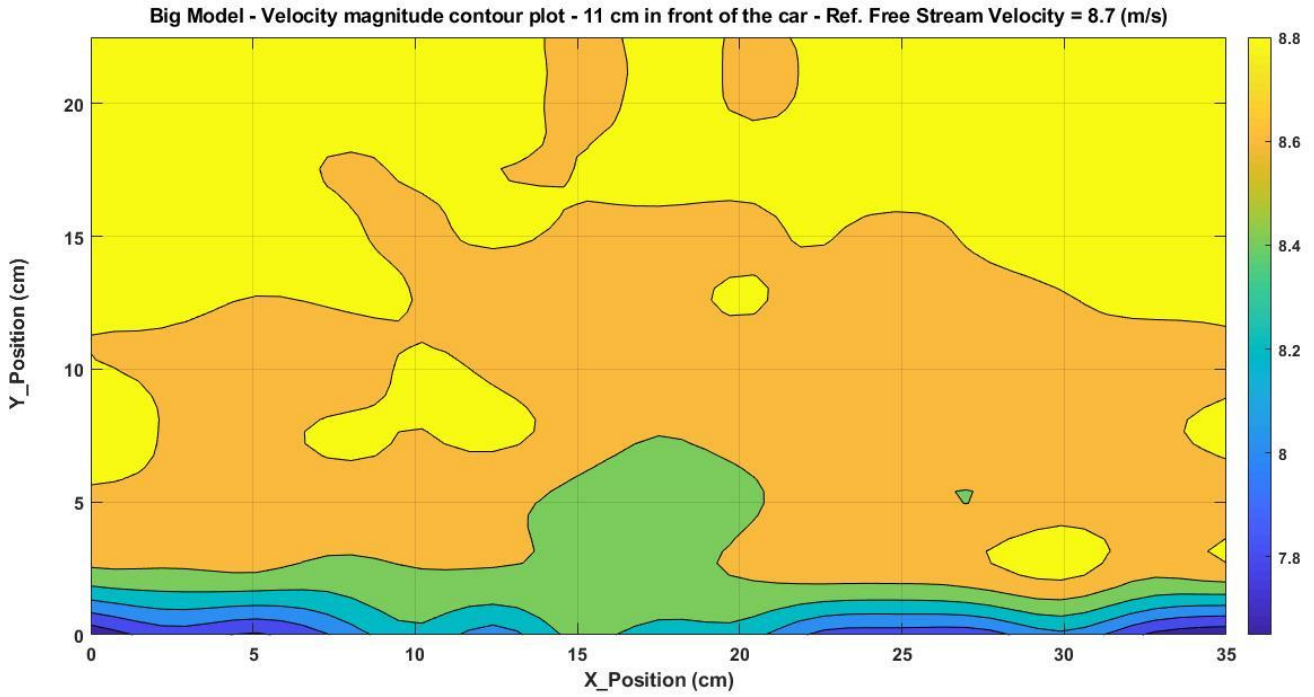 Big Model - Velocity magnitude contour plot - 11 cm in front of the car - Ref. Free Stream Velocity = 8.7 (m/s)
Y_Position (cm)
20
15
10
5
0
0 5 10 15 20 25 30 35
X_Position (cm)
8.8
8.6
8.4
8.2
8
7.8